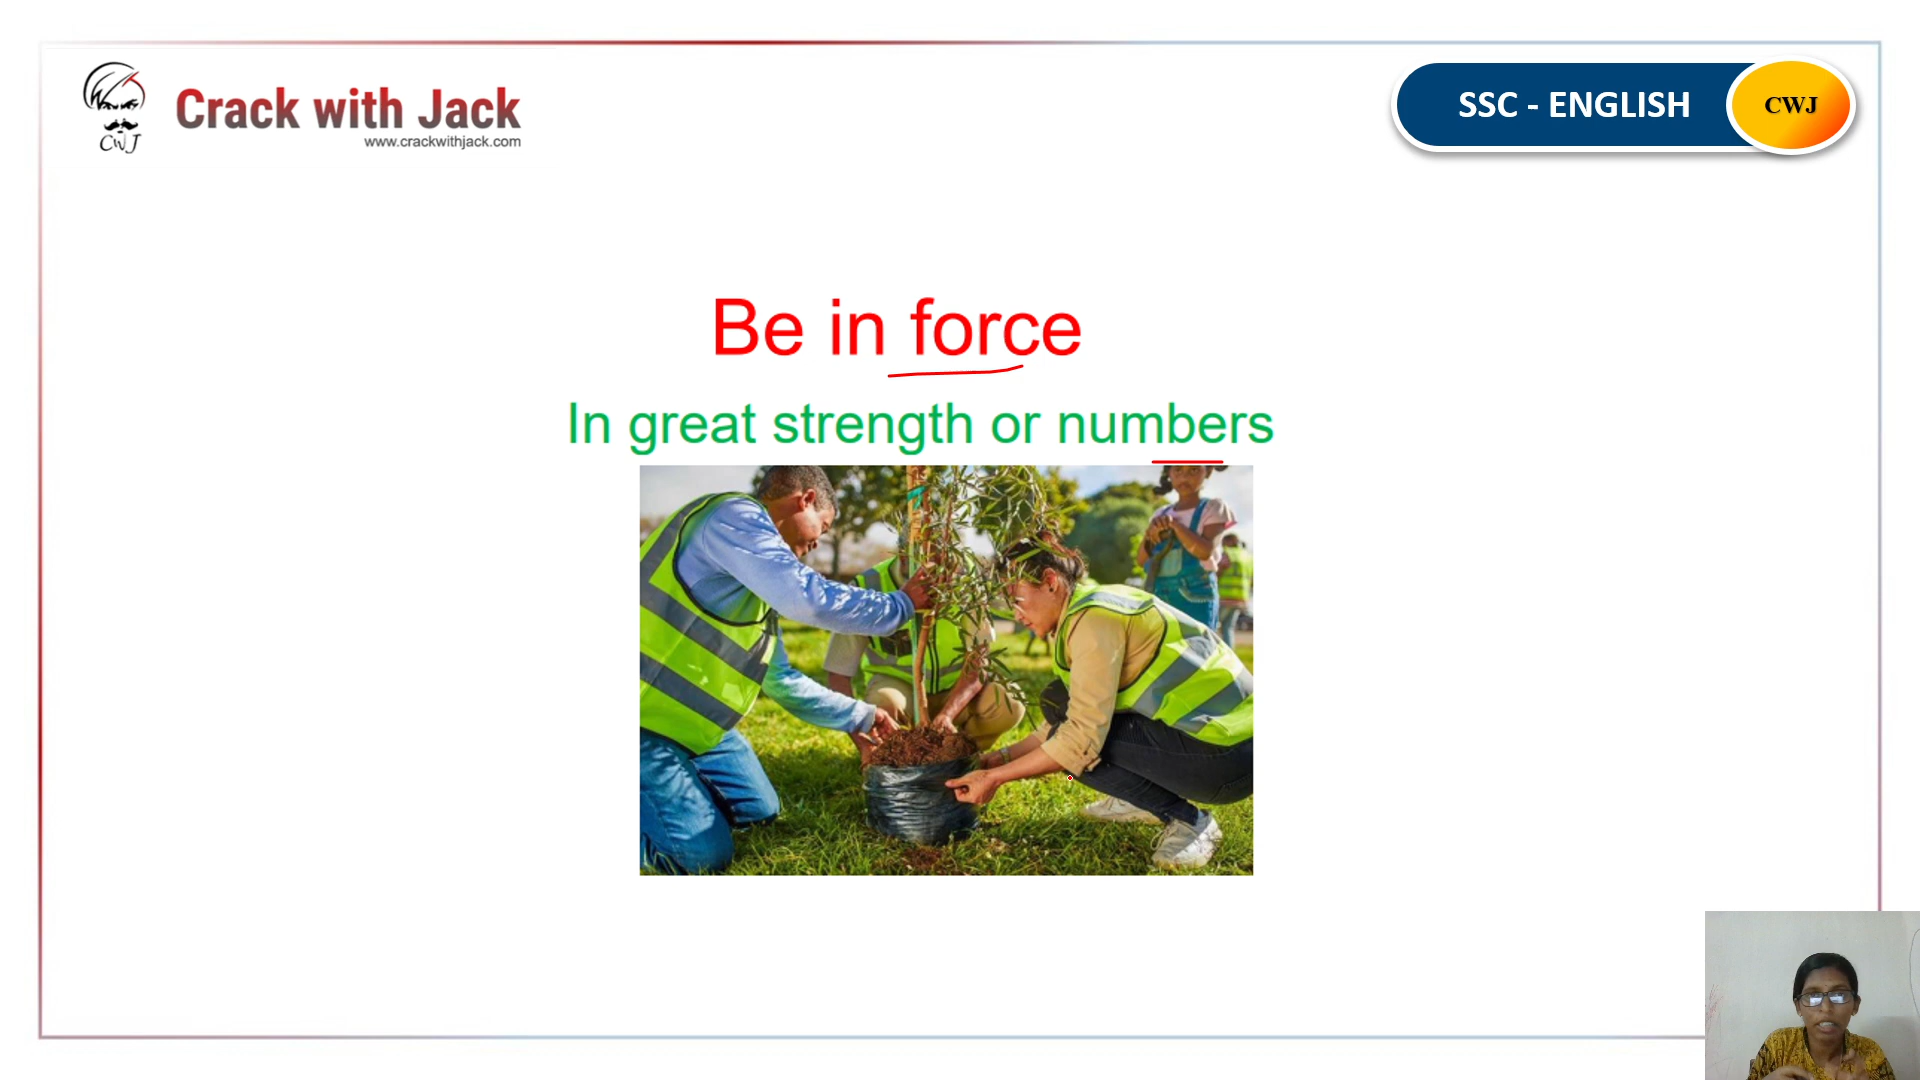 Crack with Jack
www.crackwithjack.com
CWJ
SSC - ENGLISH
CWJ
Be in force
In great strength or numbers